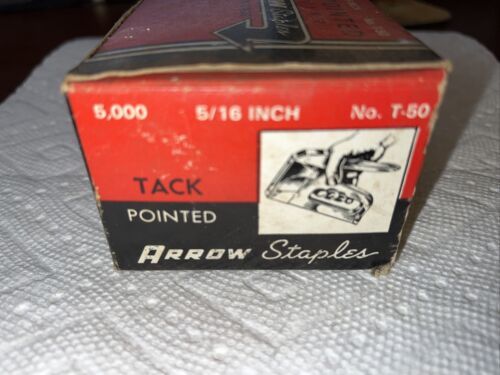 5,000 5/16 INCH No. T-50
TACK
POINTED
ARROW Staples